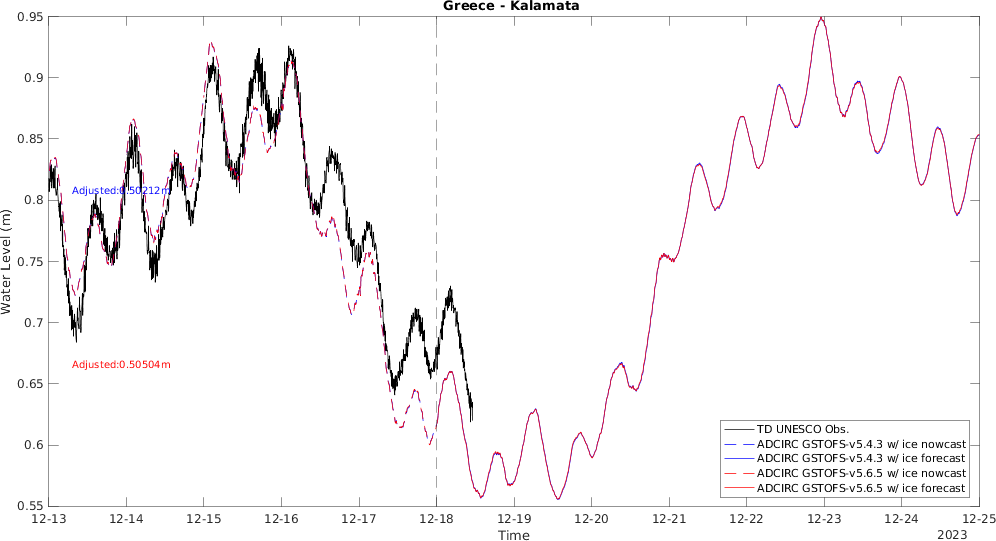 Greece - Kalamata
0.95
0.9
0.85
0.8
0.75
0.7
0.65
0.6
0.55
Water Level (m)
Adjusted:0.50212m
Adjusted:0.50504m
TD UNESCO Obs.
ADCIRC GSTOFS-v5.4.3 w/ ice nowcast
ADCIRC GSTOFS-v5.4.3 w/ ice forecast
ADCIRC GSTOFS-v5.6.5 w/ ice nowcast
ADCIRC GSTOFS-v5.6.5 w/ ice forecast
12-13 12-14 12-15 12-16 12-17 12-18 12-19 12-20 12-21 12-22 12-23 12-24 12-25
Time
2023